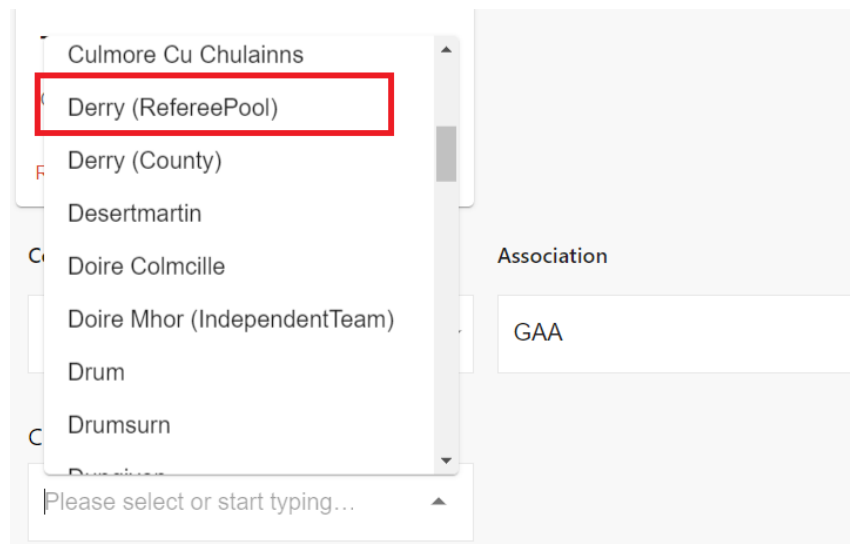 Culmore Cu Chulainns
Derry (RefereePool)
Derry (County)
Desertmartin
Doire Colmcille
Association
Doire Mhor (IndependentTeam)
GAA
Drum
Drumsurn
Please select or start typing...